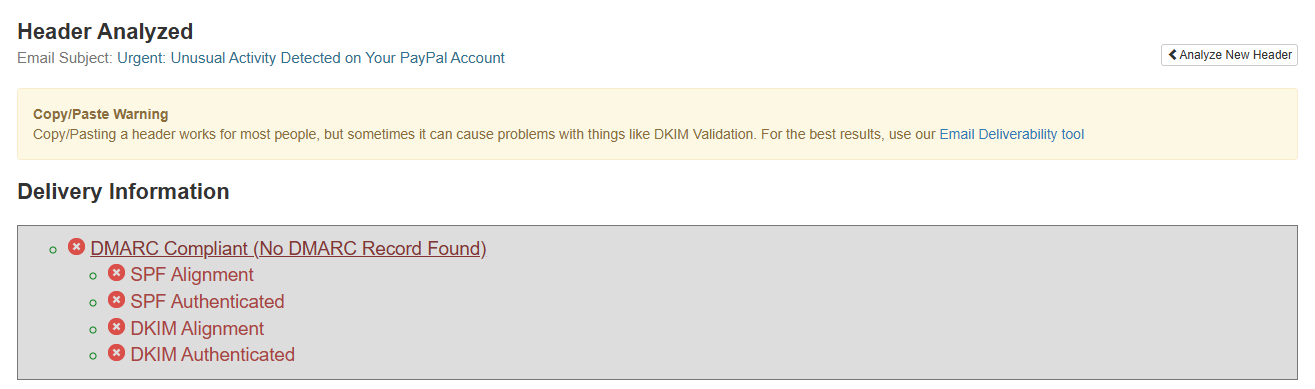 Header Analyzed
Email Subject: Urgent: Unusual Activity Detected on Your PayPal Account
Analyze New Header
Copy/Paste Warning
Copy/Pasting a header works for most people, but sometimes it can cause problems with things like DKIM Validation. For the best results, use our Email Deliverability tool
Delivery Information
DMARC Compliant (No DMARC Record Found)
SPF Alignment
SPF Authenticated
DKIM Alignment
DKIM Authenticated